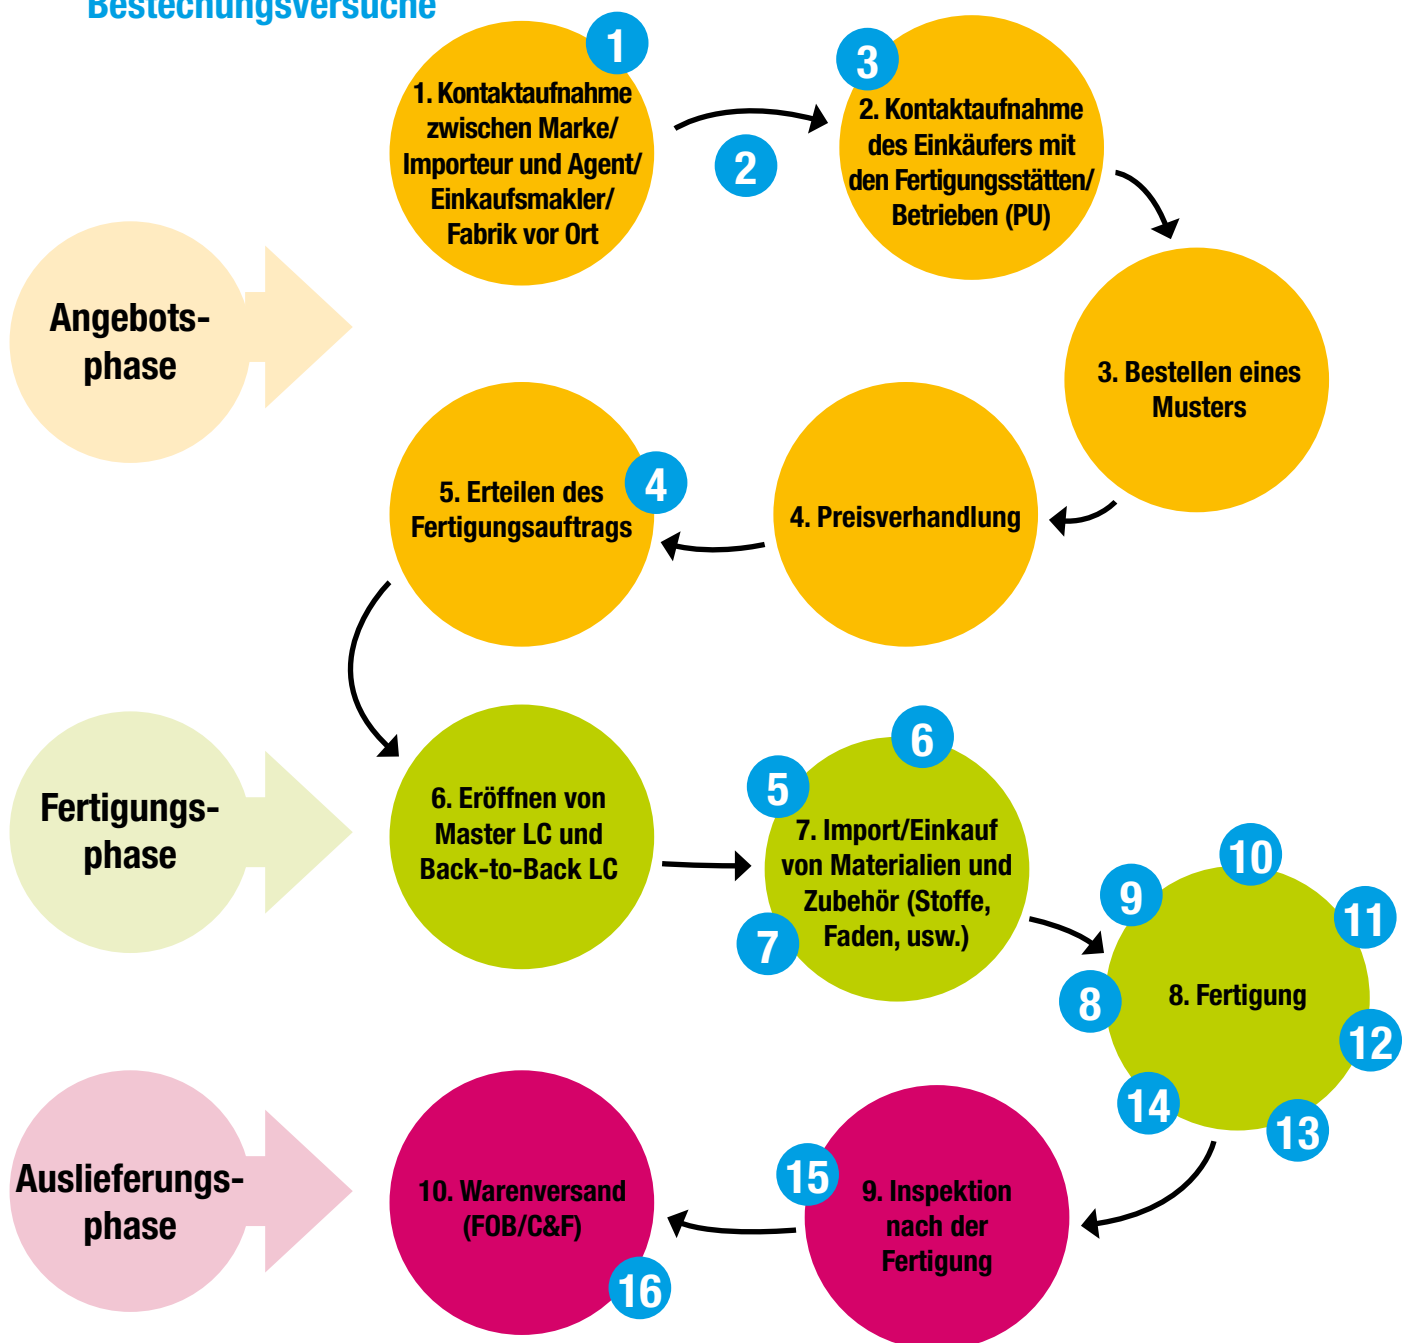 Bestechungsversuche
1
1. Kontaktaufnahme
zwischen Marke/
Importeur und Agent/
Einkaufsmakler/
Fabrik vor Ort
2
3
2. Kontaktaufnahme
des Einkäufers mit
den Fertigungsstätten/
Betrieben (PU)
Angebots-
phase
3. Bestellen eines
Musters
4. Preisverhandlung
4
5. Erteilen des
Fertigungsauftrags
Fertigungs-
phase
6. Eröffnen von
Master LC und
Back-to-Back LC
5
6
7
7. Import/Einkauf
von Materialien und
Zubehör (Stoffe,
Faden, usw.)
8
9
10
11
12
13
14
8. Fertigung
Auslieferungs-
phase
15
9. Inspektion
nach der
Fertigung
10. Warenversand
(FOB/C&F)
16